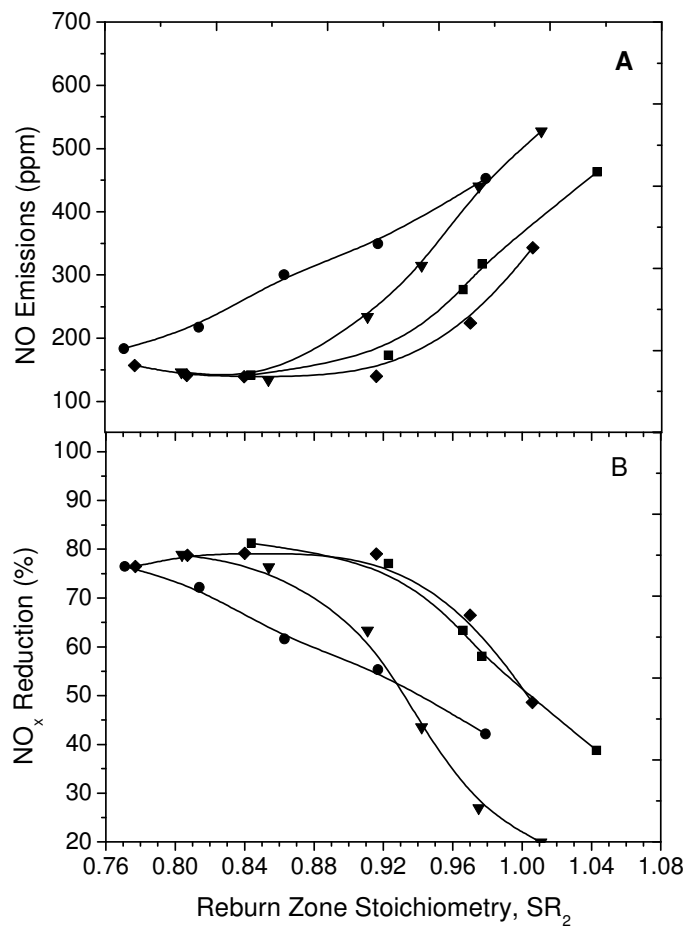 700
600
500
400
300
200
100
NO Emissions (ppm)
A
100
90
80
70
60
50
40
30
20
NOₓ Reduction (%)
B
0.76 0.80 0.84 0.88 0.92 0.96 1.00 1.04 1.08
Reburn Zone Stoichiometry, SR₂